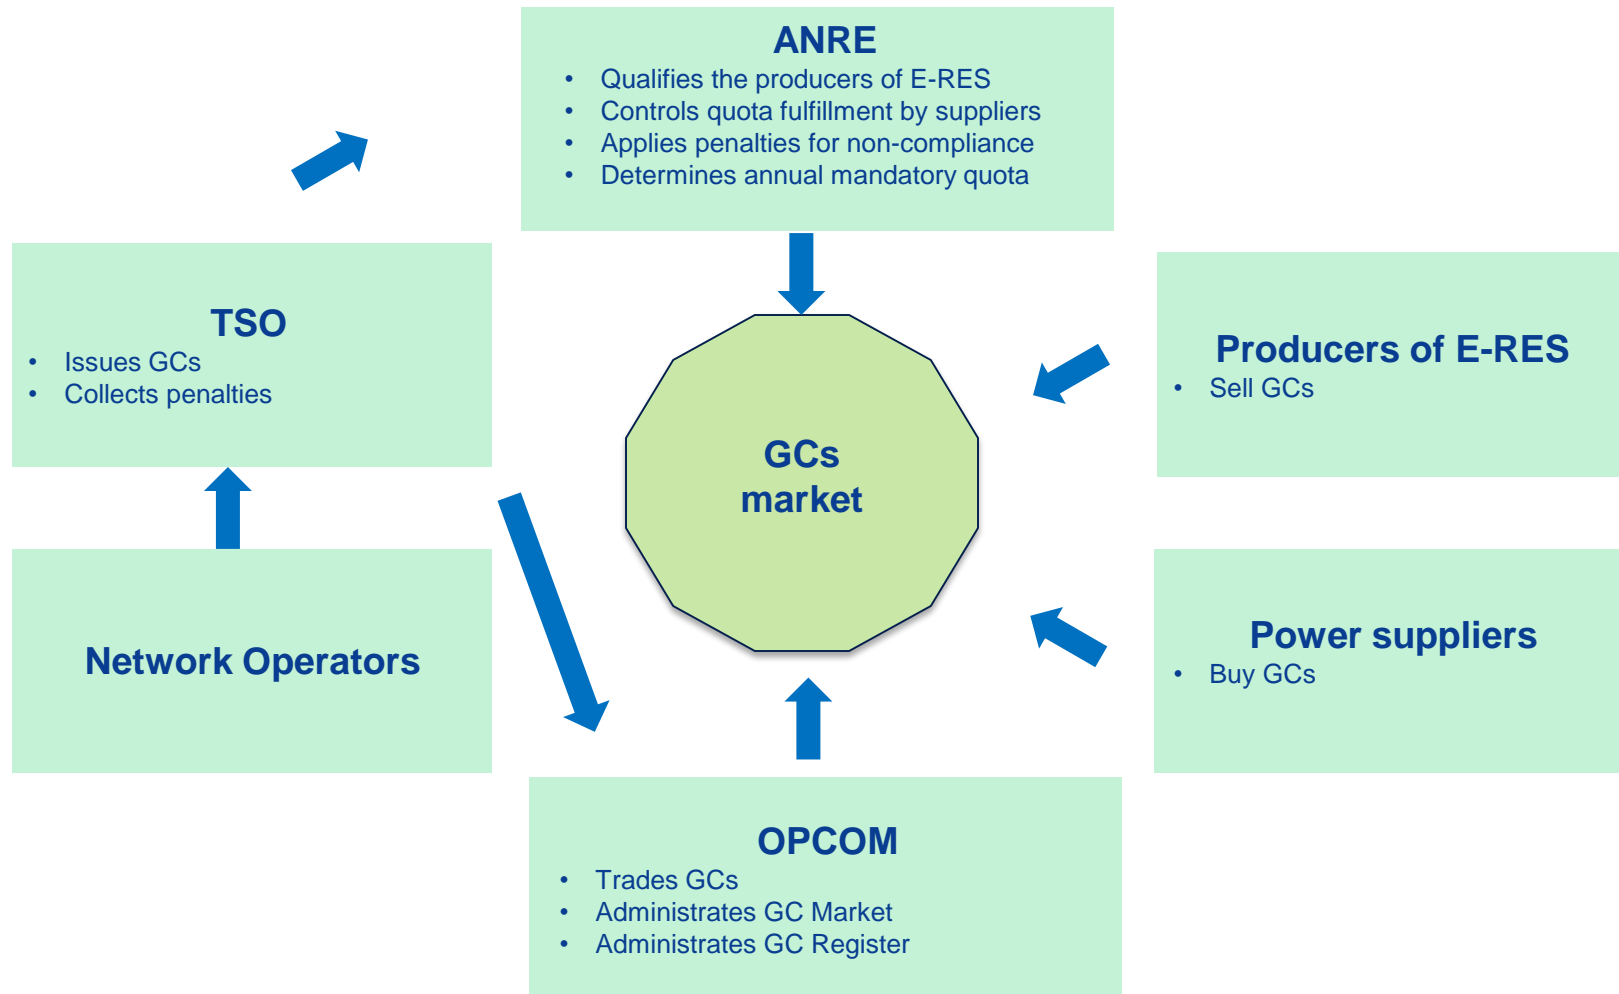 ANRE
• Qualifies the producers of E-RES
• Controls quota fulfillment by suppliers
• Applies penalties for non-compliance
• Determines annual mandatory quota
TSO
• Issues GCs
• Collects penalties
Producers of E-RES
• Sell GCs
GCs
market
Network Operators
Power suppliers
• Buy GCs
OPCOM
• Trades GCs
• Administrates GC Market
• Administrates GC Register